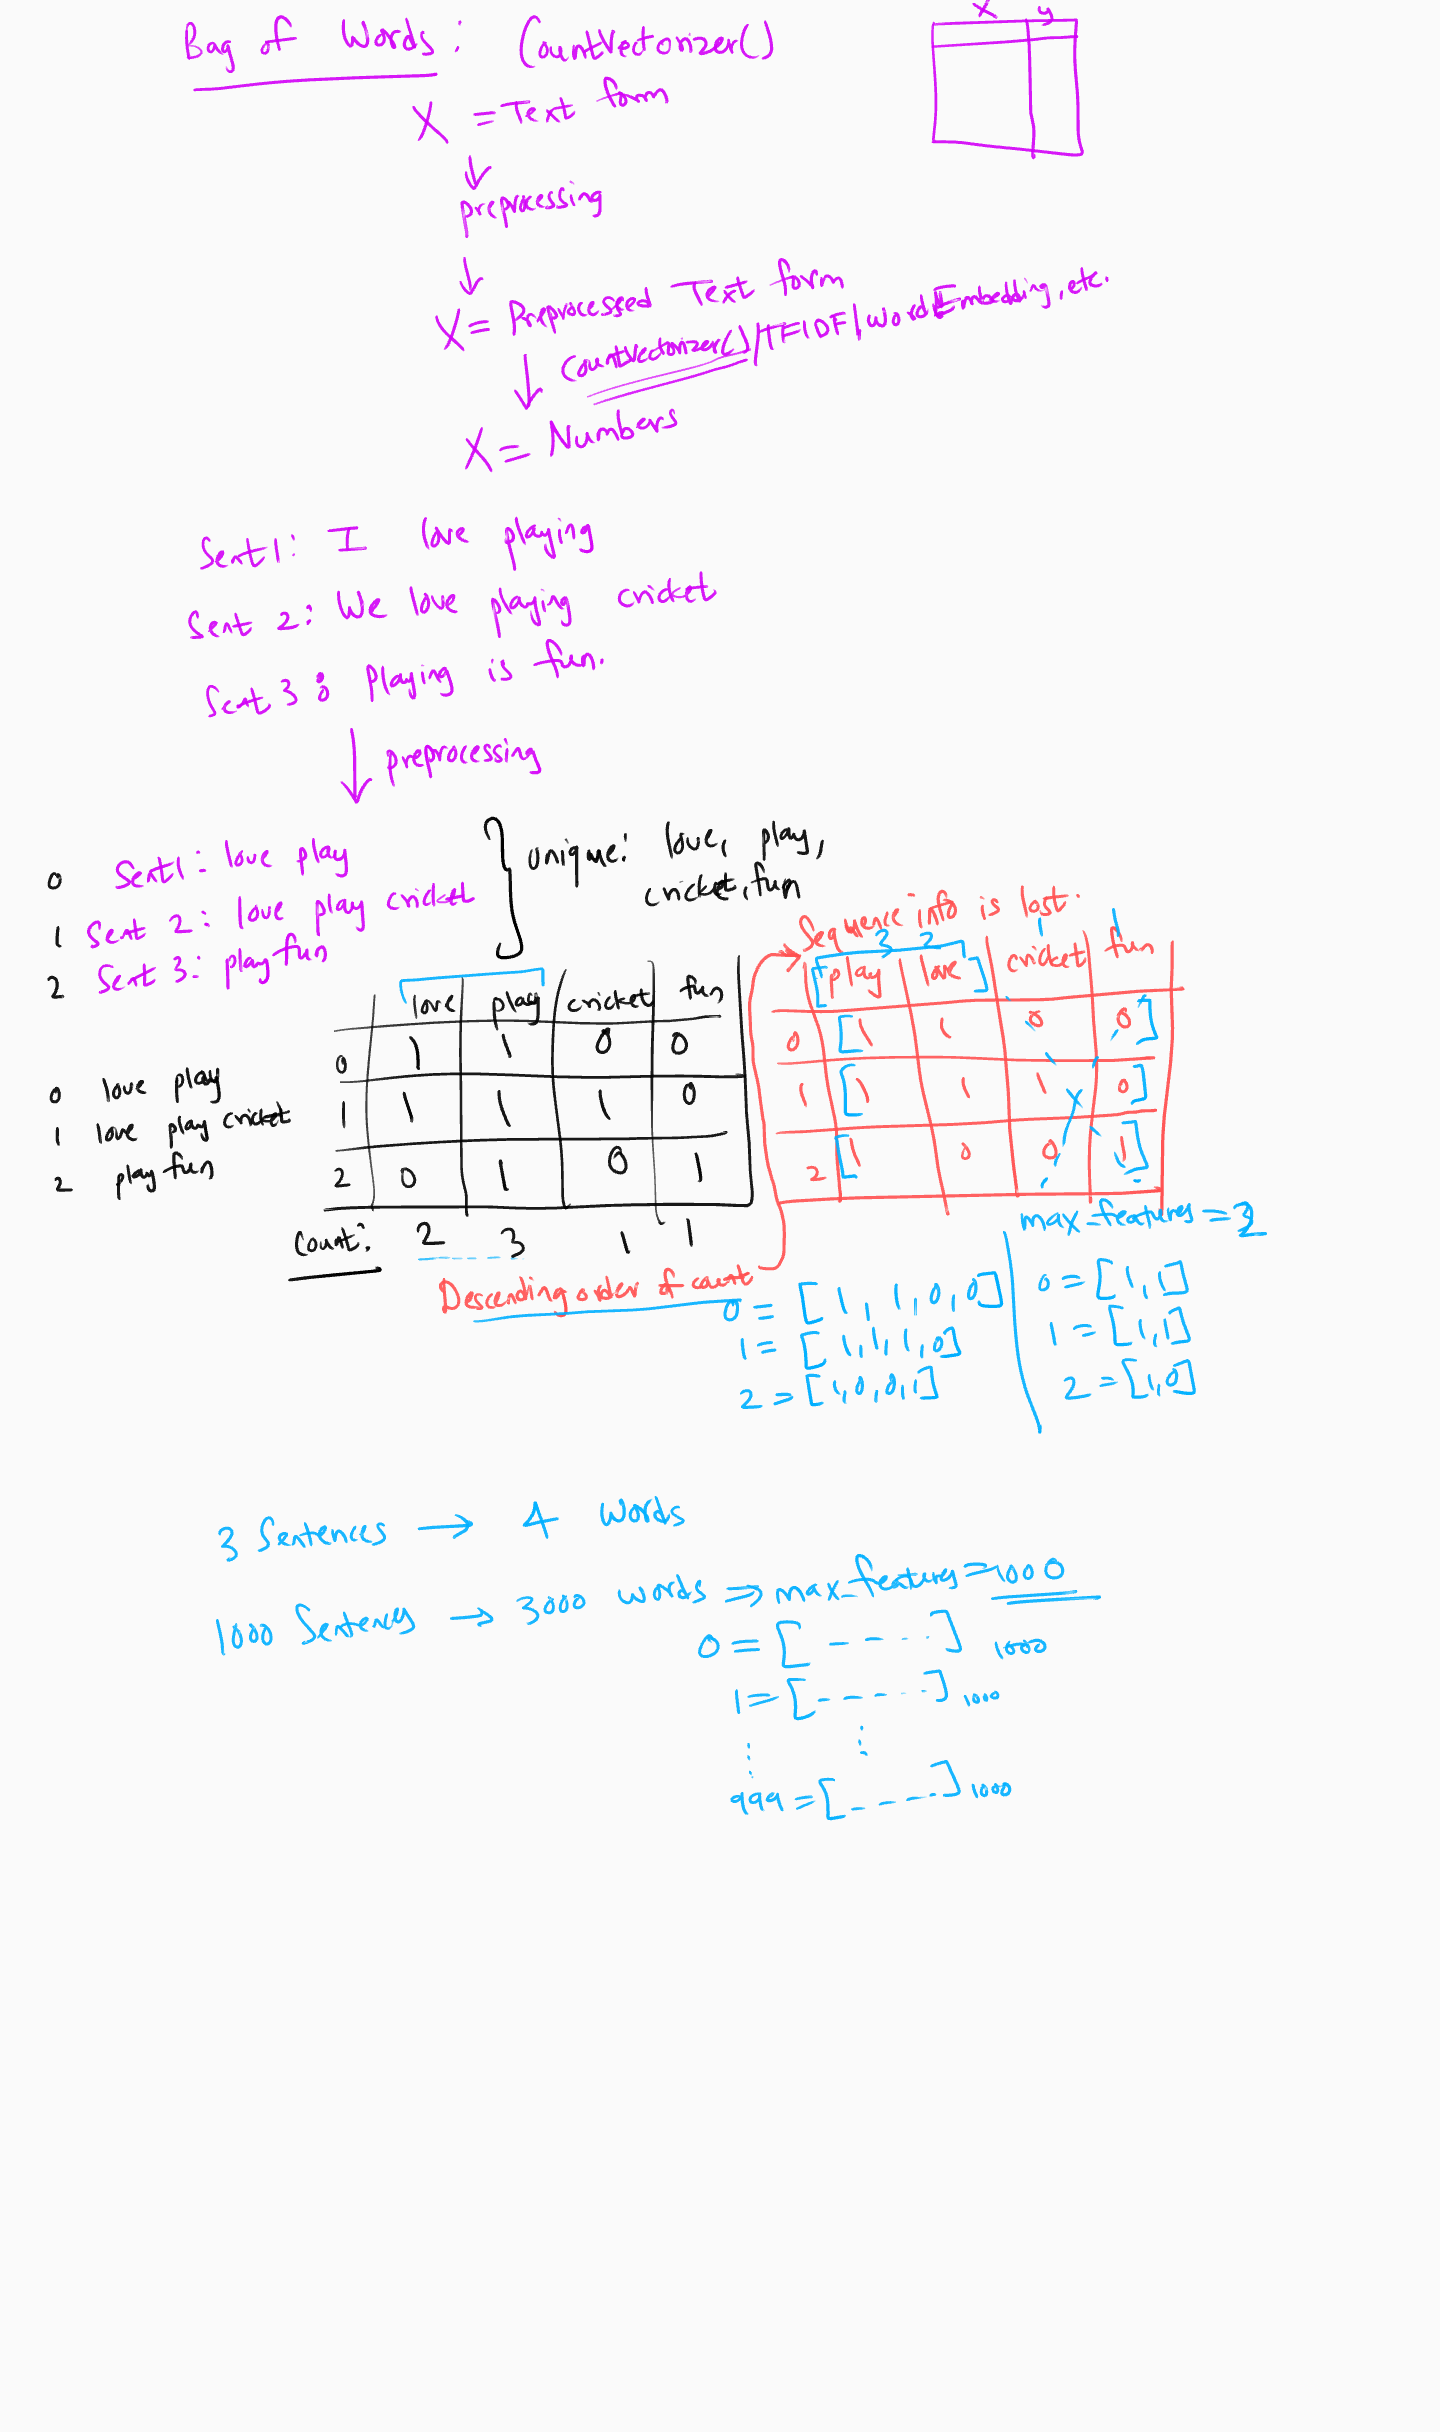 X y
Bag of Words: CountVectorizer()
X = Text form
preprocessing
X = Preprocessed Text form
CountVectorizer()/TFIDF/WordEmbedding, etc.
X = Numbers
Sent1: I love playing
Sent 2: We love playing cricket
Sent 3: Playing is fun.
preprocessing
0 Sent1: love play
1 Sent 2: love play cricket
2 Sent 3: play fun
unique: love, play,
cricket, fun
Sequence info is lost.
3 2 1 1
play love cricket fun
0 [1 1 0 0]
1 [1 1 1 0]
2 [1 0 0 1]
love play cricket fun
0 1 1 0 0
1 1 1 1 0
2 0 1 0 1
Count: 2 3 1 1
0 love play
1 love play cricket
2 play fun
Descending order of count
max_features = 2
0 = [1, 1, 0, 0]
1 = [1, 1, 1, 0]
2 = [1, 0, 0, 1]
0 = [1, 1]
1 = [1, 1]
2 = [1, 0]
3 Sentences → 4 words
1000 Sentences → 3000 words ⇒ max_features = 1000
0 = [ - - - - ] 1000
1 = [ - - - - - ] 1000
999 = [ - - - - ] 1000